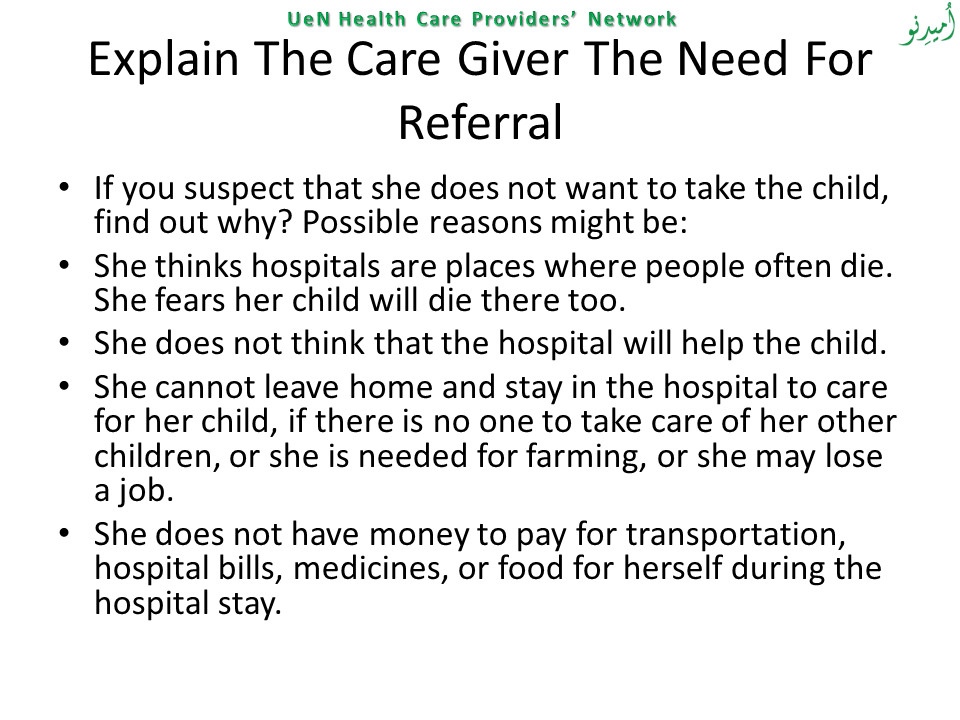 UeN Health Care Providers’ Network
اُمیدِنو
Explain The Care Giver The Need For
Referral
• If you suspect that she does not want to take the child,
find out why? Possible reasons might be:
• She thinks hospitals are places where people often die.
She fears her child will die there too.
• She does not think that the hospital will help the child.
• She cannot leave home and stay in the hospital to care
for her child, if there is no one to take care of her other
children, or she is needed for farming, or she may lose
a job.
• She does not have money to pay for transportation,
hospital bills, medicines, or food for herself during the
hospital stay.